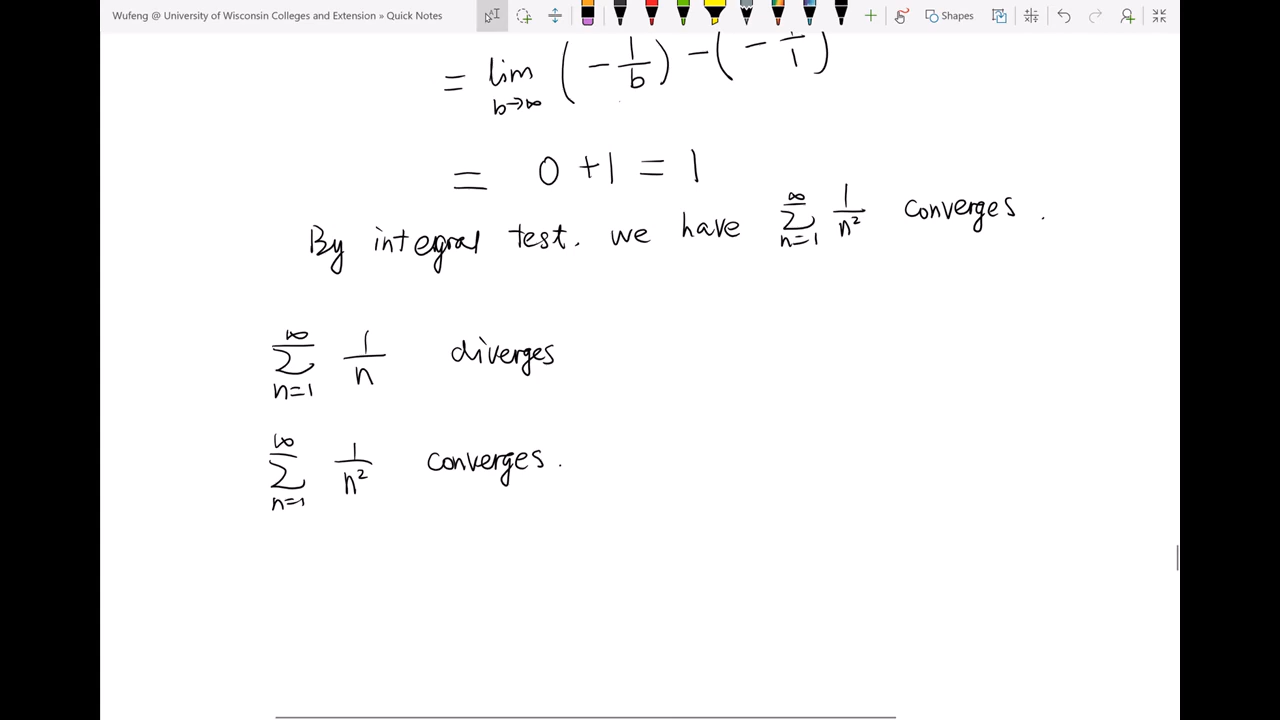 Wufeng @ University of Wisconsin Colleges and Extension » Quick Notes
Shapes
= lim b→∞ (-1/b) - (-1/1)
= 0 + 1 = 1
By integral test. we have ∑ n=1 ∞ 1/n² converges.
∑ n=1 ∞ 1/n diverges
∑ n=1 ∞ 1/n² converges.